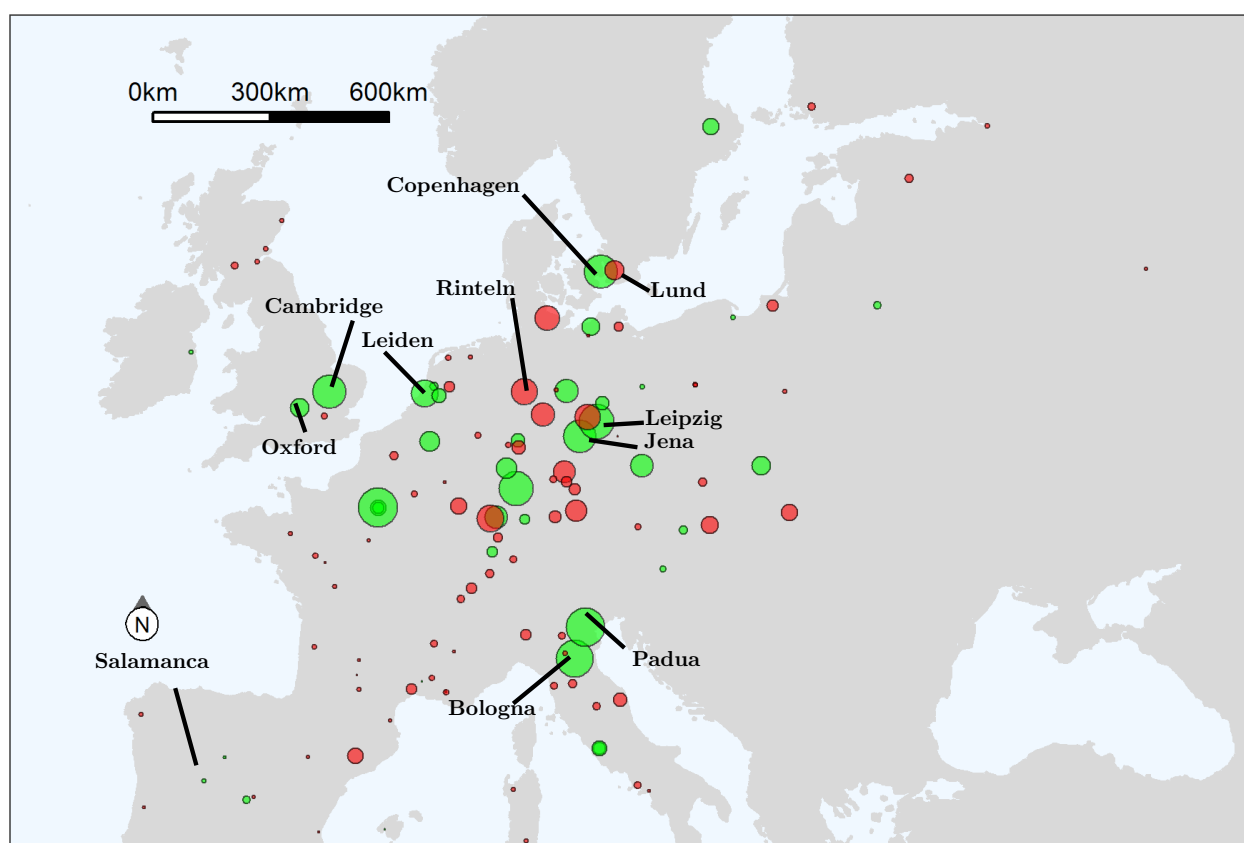 0km 300km 600km
Copenhagen
Rinteln
Lund
Cambridge
Leiden
Leipzig
Oxford
Jena
N
Salamanca
Padua
Bologna